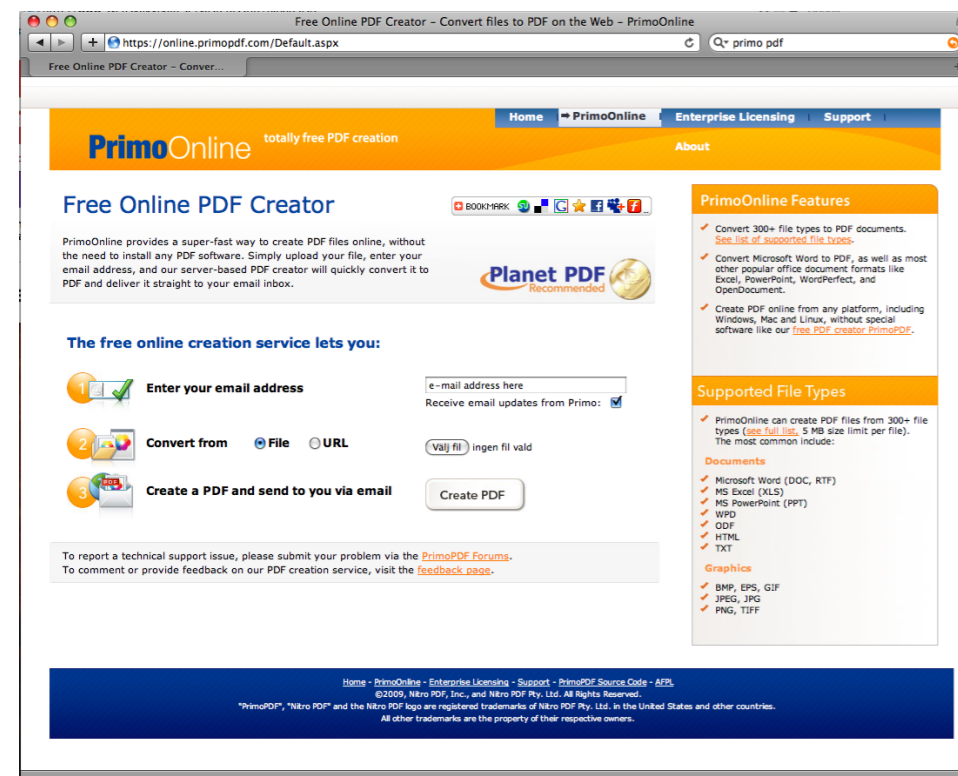 Free Online PDF Creator – Convert files to PDF on the Web – PrimoOnline
https://online.primopdf.com/Default.aspx
primo pdf
Free Online PDF Creator – Conver...
Home
PrimoOnline
Enterprise Licensing
Support
About
PrimoOnline totally free PDF creation
Free Online PDF Creator
BOOKMARK
PrimoOnline provides a super-fast way to create PDF files online, without
the need to install any PDF software. Simply upload your file, enter your
email address, and our server-based PDF creator will quickly convert it to
PDF and deliver it straight to your email inbox.
Planet PDF
Recommended
The free online creation service lets you:
1 Enter your email address
e-mail address here
Receive email updates from Primo:
2 Convert from File URL
Välj fil ingen fil vald
3 Create a PDF and send to you via email
PDF
Create PDF
To report a technical support issue, please submit your problem via the PrimoPDF Forums.
To comment or provide feedback on our PDF creation service, visit the feedback page.
PrimoOnline Features
Convert 300+ file types to PDF documents.
See list of supported file types.
Convert Microsoft Word to PDF, as well as most
other popular office document formats like
Excel, PowerPoint, WordPerfect, and
OpenDocument.
Create PDF online from any platform, including
Windows, Mac and Linux, without special
software like our free PDF creator PrimoPDF.
Supported File Types
PrimoOnline can create PDF files from 300+ file
types (see full list, 5 MB size limit per file).
The most common include:
Documents
Microsoft Word (DOC, RTF)
MS Excel (XLS)
MS PowerPoint (PPT)
WPD
ODF
HTML
TXT
Graphics
BMP, EPS, GIF
JPEG, JPG
PNG, TIFF
Home - PrimoOnline - Enterprise Licensing - Support - PrimoPDF Source Code - AFPL
©2009, Nitro PDF, Inc., and Nitro PDF Pty. Ltd. All Rights Reserved.
"PrimoPDF", "Nitro PDF" and the Nitro PDF logo are registered trademarks of Nitro PDF Pty. Ltd. in the United States and other countries.
All other trademarks are the property of their respective owners.